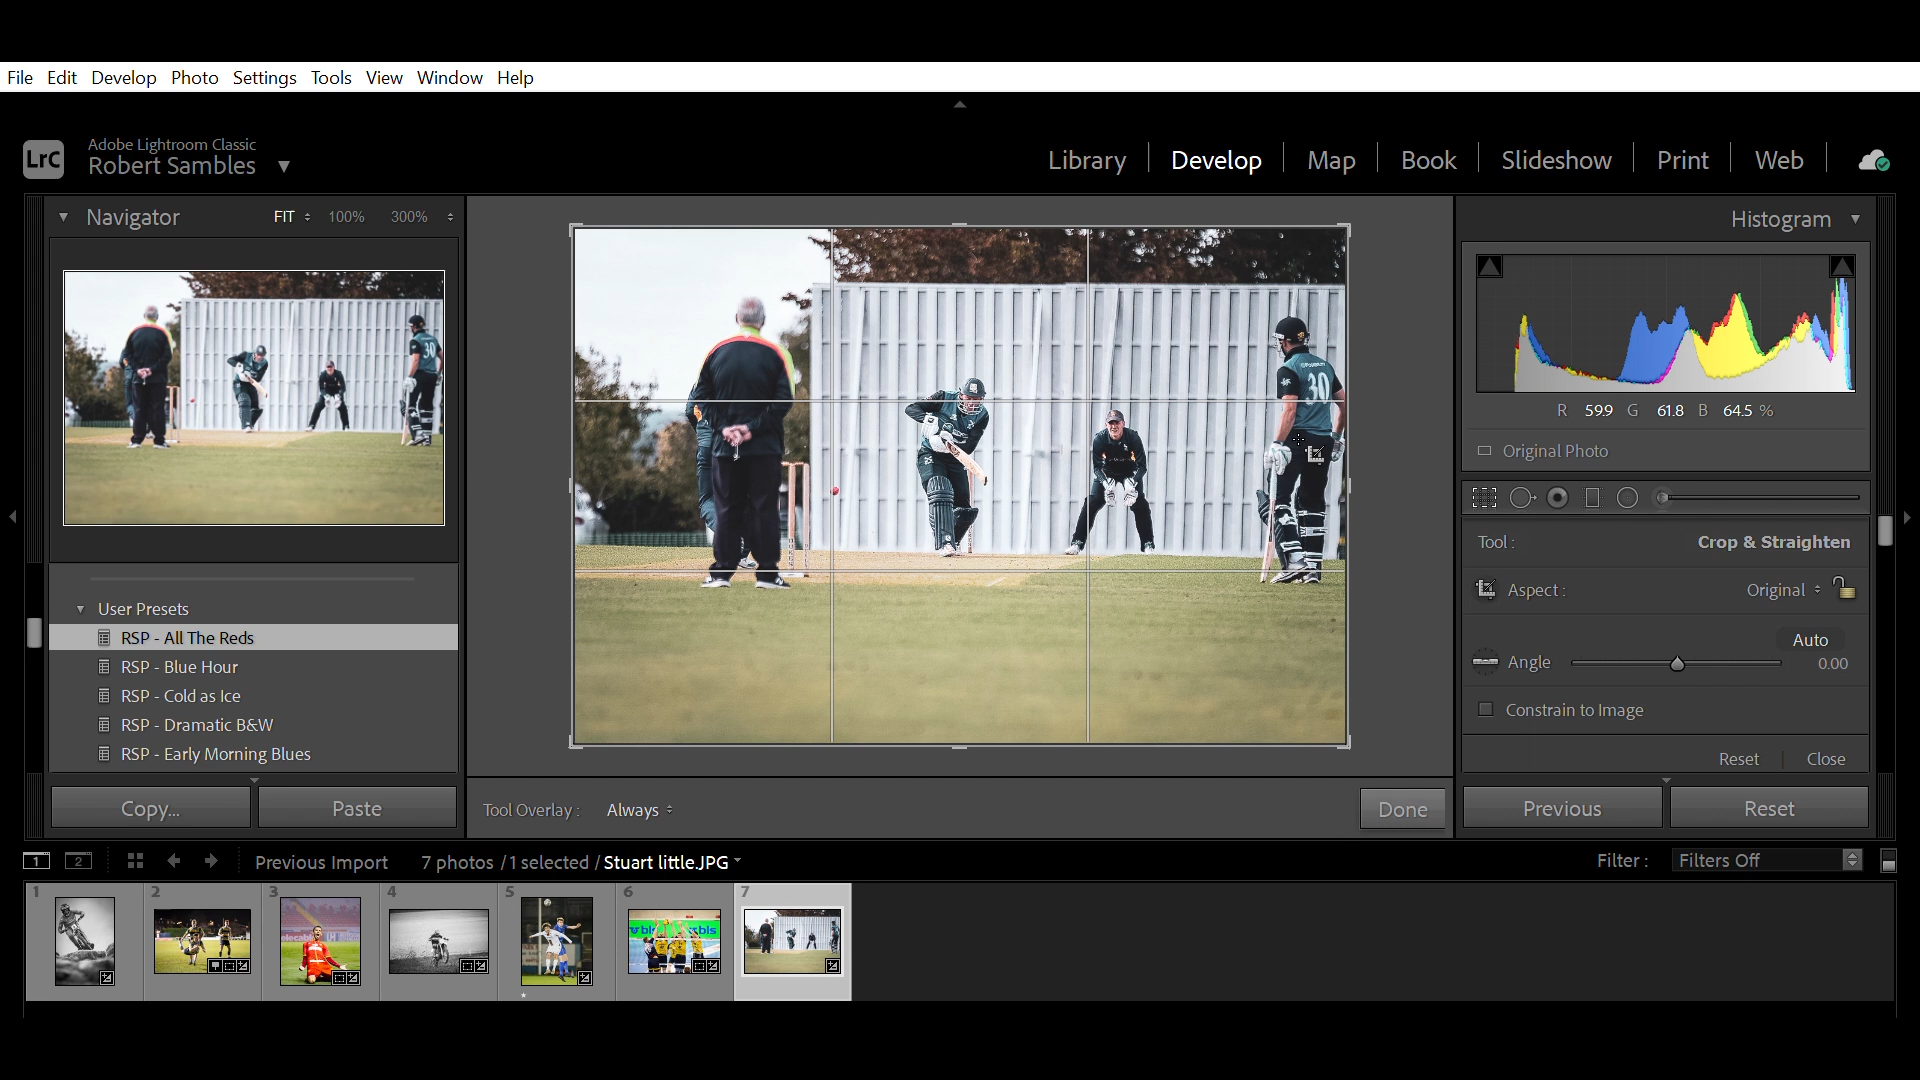 File Edit Develop Photo Settings Tools View Window Help
LrC
Adobe Lightroom Classic
Robert Sambles
Library Develop Map Book Slideshow Print Web
Navigator FIT 100% 300%
Histogram
R 59.9 G 61.8 B 64.5 %
Original Photo
30
30
Tool : Crop & Straighten
Aspect : Original
Auto
Angle 0.00
Constrain to Image
Reset Close
User Presets
RSP - All The Reds
RSP - Blue Hour
RSP - Cold as Ice
RSP - Dramatic B&W
RSP - Early Morning Blues
Copy... Paste
Tool Overlay : Always
Done
Previous Reset
1 2 Previous Import 7 photos / 1 selected / Stuart little.JPG
Filter : Filters Off
1 2 3 4 5 6 7